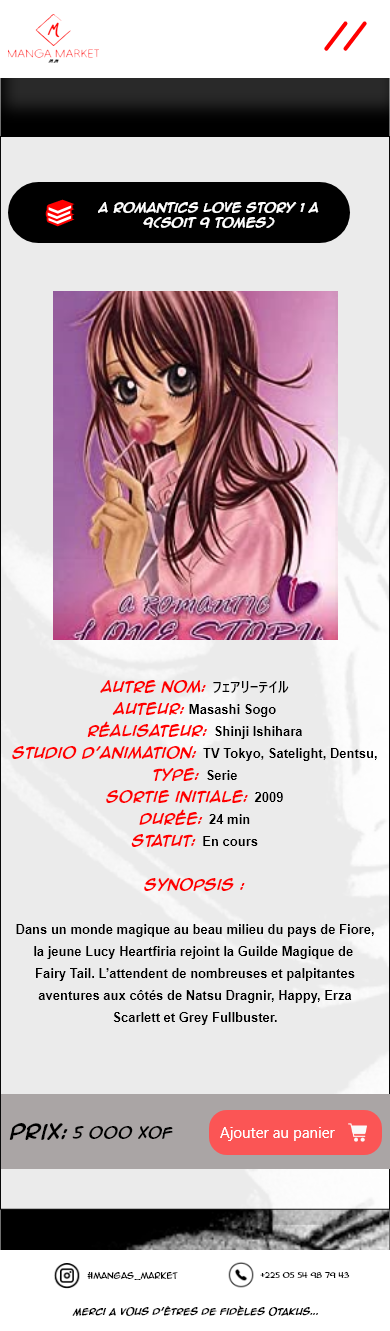 M
MANGA MARKET
A ROMANTICS LOVE STORY 1 A
9(SOIT 9 TOMES)
A ROMANTIC
1
LOVE STORY
AUTRE NOM: フェアリーテイル
AUTEUR: Masashi Sogo
RÉALISATEUR: Shinji Ishihara
STUDIO D'ANIMATION: TV Tokyo, Satelight, Dentsu,
TYPE: Serie
SORTIE INITIALE: 2009
DURÉE: 24 min
STATUT: En cours
SYNOPSIS :
Dans un monde magique au beau milieu du pays de Fiore,
la jeune Lucy Heartfiria rejoint la Guilde Magique de
Fairy Tail. L'attendent de nombreuses et palpitantes
aventures aux côtés de Natsu Dragnir, Happy, Erza
Scarlett et Grey Fullbuster.
PRIX: 5 000 XOF
Ajouter au panier
#MANGAS_MARKET
+225 05 54 98 79 43
MERCI A VOUS D'ÊTRES DE FIDÈLES OTAKUS...